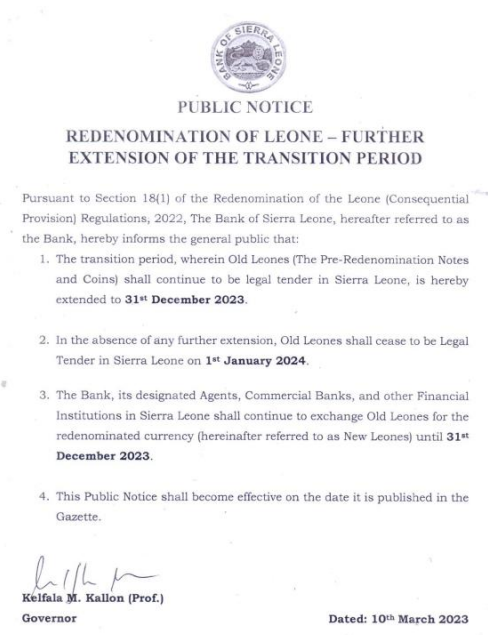 BANK OF SIERRA LEONE
PUBLIC NOTICE
REDENOMINATION OF LEONE – FURTHER
EXTENSION OF THE TRANSITION PERIOD
Pursuant to Section 18(1) of the Redenomination of the Leone (Consequential
Provision) Regulations, 2022, The Bank of Sierra Leone, hereafter referred to as
the Bank, hereby informs the general public that:
1. The transition period, wherein Old Leones (The Pre-Redenomination Notes
and Coins) shall continue to be legal tender in Sierra Leone, is hereby
extended to 31st December 2023.
2. In the absence of any further extension, Old Leones shall cease to be Legal
Tender in Sierra Leone on 1st January 2024.
3. The Bank, its designated Agents, Commercial Banks, and other Financial
Institutions in Sierra Leone shall continue to exchange Old Leones for the
redenominated currency (hereinafter referred to as New Leones) until 31st
December 2023.
4. This Public Notice shall become effective on the date it is published in the
Gazette.
Kelfala M. Kallon (Prof.)
Governor
Dated: 10th March 2023